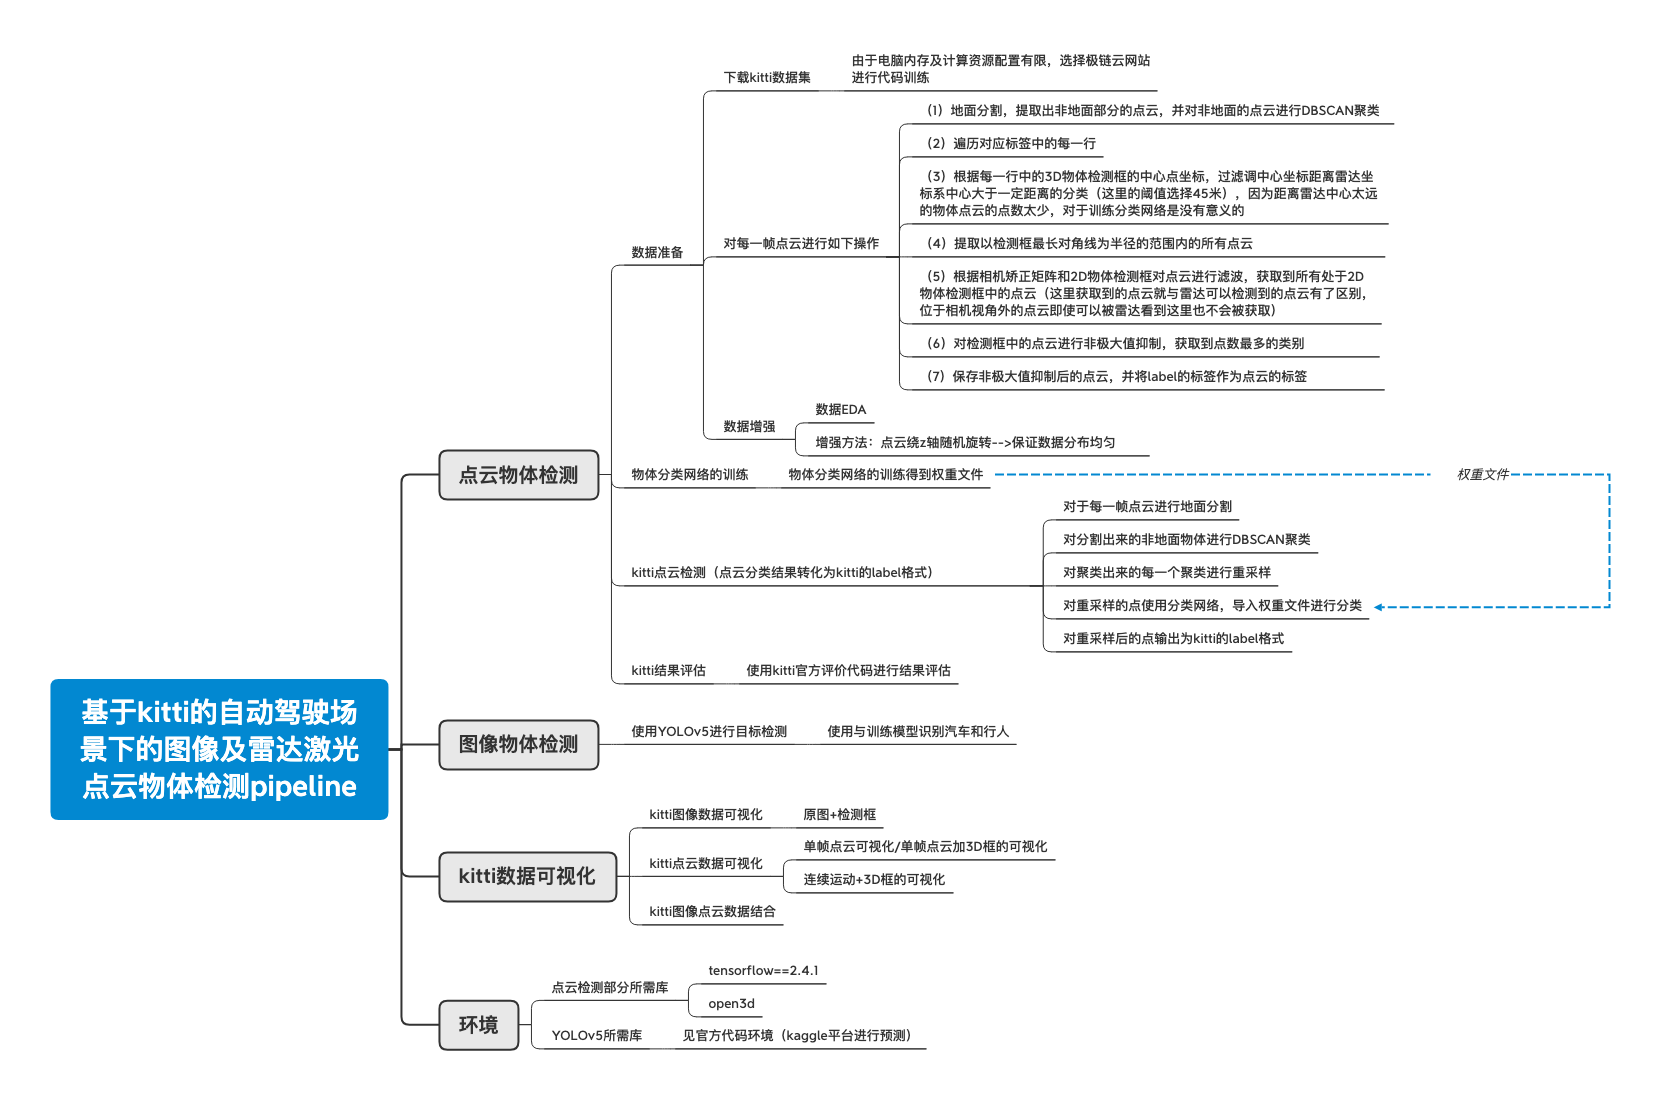 基于kitti的自动驾驶场
景下的图像及雷达激光
点云物体检测pipeline
点云物体检测
数据准备
下载kitti数据集
由于电脑内存及计算资源配置有限，选择极链云网站
进行代码训练
对每一帧点云进行如下操作
（1）地面分割，提取出非地面部分的点云，并对非地面的点云进行DBSCAN聚类
（2）遍历对应标签中的每一行
（3）根据每一行中的3D物体检测框的中心点坐标，过滤调中心坐标距离雷达坐
标系中心大于一定距离的分类（这里的阈值选择45米），因为距离雷达中心太远
的物体点云的点数太少，对于训练分类网络是没有意义的
（4）提取以检测框最长对角线为半径的范围内的所有点云
（5）根据相机矫正矩阵和2D物体检测框对点云进行滤波，获取到所有处于2D
物体检测框中的点云（这里获取到的点云就与雷达可以检测到的点云有了区别，
位于相机视角外的点云即使可以被雷达看到这里也不会被获取）
（6）对检测框中的点云进行非极大值抑制，获取到点数最多的类别
（7）保存非极大值抑制后的点云，并将label的标签作为点云的标签
数据增强
数据EDA
增强方法：点云绕z轴随机旋转-->保证数据分布均匀
物体分类网络的训练
物体分类网络的训练得到权重文件
权重文件
kitti点云检测（点云分类结果转化为kitti的label格式）
对于每一帧点云进行地面分割
对分割出来的非地面物体进行DBSCAN聚类
对聚类出来的每一个聚类进行重采样
对重采样的点使用分类网络，导入权重文件进行分类
对重采样后的点输出为kitti的label格式
kitti结果评估
使用kitti官方评价代码进行结果评估
图像物体检测
使用YOLOv5进行目标检测
使用与训练模型识别汽车和行人
kitti数据可视化
kitti图像数据可视化
原图+检测框
kitti点云数据可视化
单帧点云可视化/单帧点云加3D框的可视化
连续运动+3D框的可视化
kitti图像点云数据结合
环境
点云检测部分所需库
tensorflow==2.4.1
open3d
YOLOv5所需库
见官方代码环境（kaggle平台进行预测）